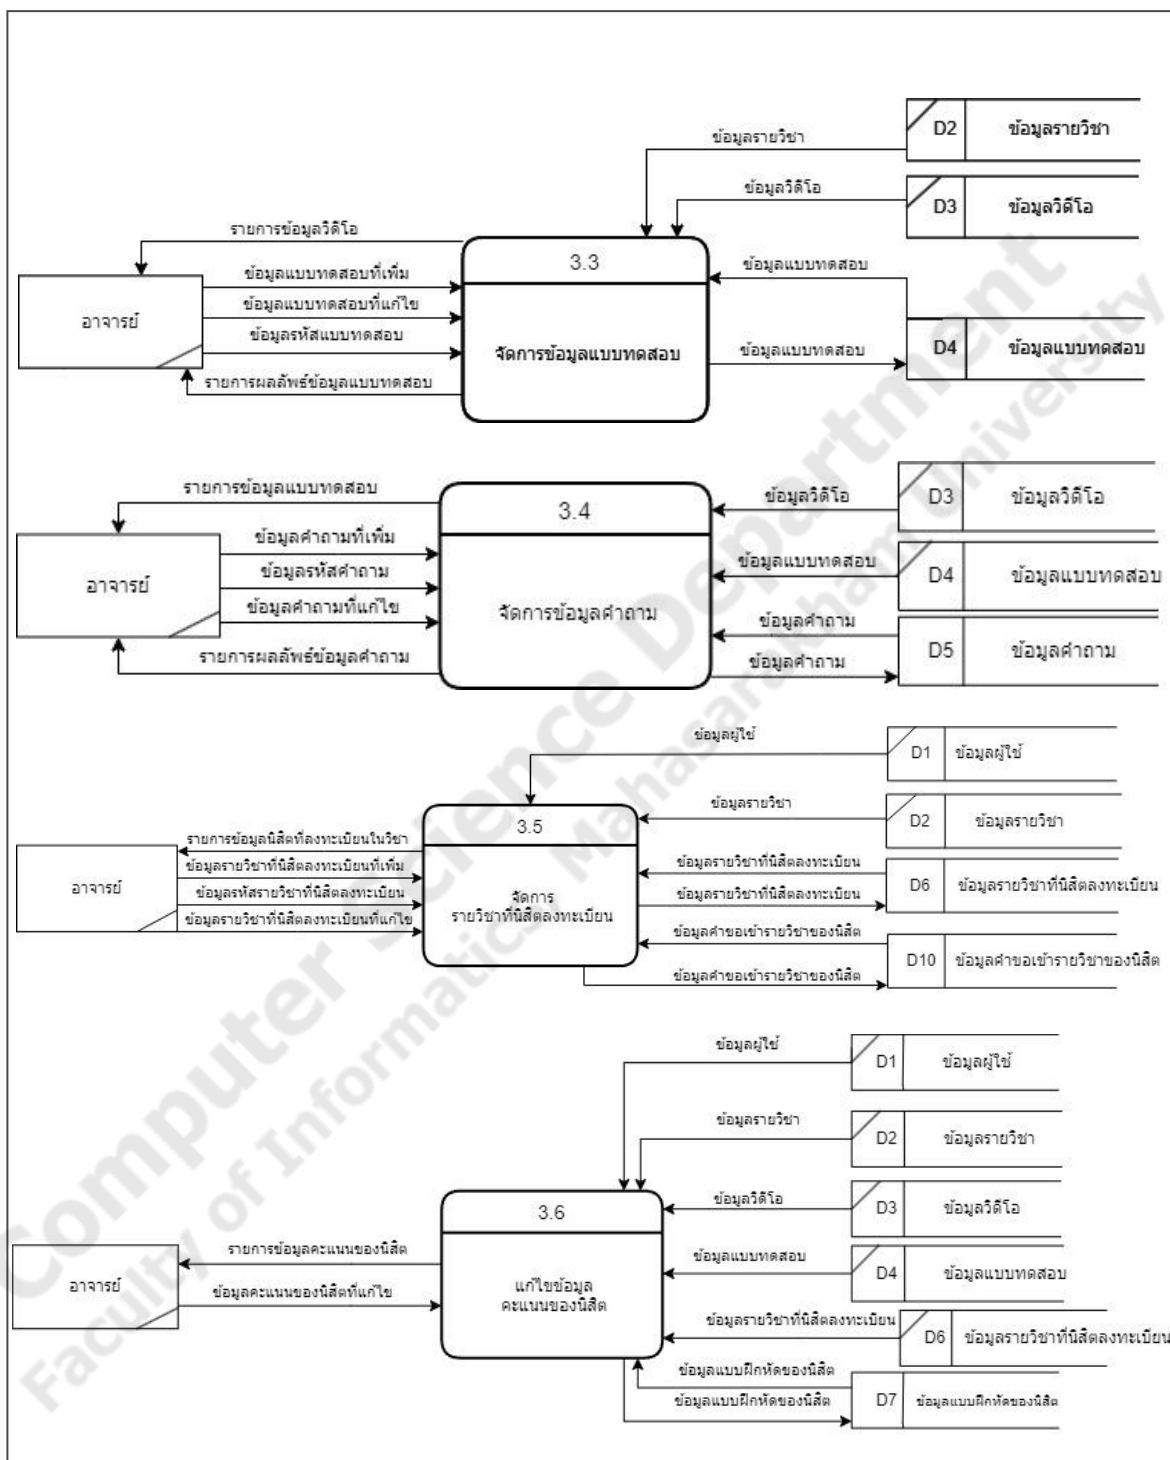 ข้อมูลรายวิชา
D2 ข้อมูลรายวิชา
ข้อมูลวิดีโอ
D3 ข้อมูลวิดีโอ
รายการข้อมูลวิดีโอ
3.3
ข้อมูลแบบทดสอบ
ข้อมูลแบบทดสอบที่เพิ่ม
ข้อมูลแบบทดสอบที่แก้ไข
อาจารย์
ข้อมูลรหัสแบบทดสอบ
จัดการข้อมูลแบบทดสอบ
ข้อมูลแบบทดสอบ
D4 ข้อมูลแบบทดสอบ
รายการผลลัพธ์ข้อมูลแบบทดสอบ
รายการข้อมูลแบบทดสอบ
3.4
ข้อมูลวิดีโอ
D3 ข้อมูลวิดีโอ
ข้อมูลคำถามที่เพิ่ม
ข้อมูลแบบทดสอบ
D4 ข้อมูลแบบทดสอบ
อาจารย์
ข้อมูลรหัสคำถาม
ข้อมูลคำถามที่แก้ไข
จัดการข้อมูลคำถาม
ข้อมูลคำถาม
D5 ข้อมูลคำถาม
รายการผลลัพธ์ข้อมูลคำถาม
ข้อมูลคำถาม
ข้อมูลผู้ใช้
D1 ข้อมูลผู้ใช้
ข้อมูลรายวิชา
D2 ข้อมูลรายวิชา
3.5
รายการข้อมูลนิสิตที่ลงทะเบียนในวิชา
ข้อมูลรายวิชาที่นิสิตลงทะเบียนที่เพิ่ม
อาจารย์
ข้อมูลรหัสรายวิชาที่นิสิตลงทะเบียน
ข้อมูลรายวิชาที่นิสิตลงทะเบียนที่แก้ไข
จัดการ
รายวิชาที่นิสิตลงทะเบียน
ข้อมูลรายวิชาที่นิสิตลงทะเบียน
D6 ข้อมูลรายวิชาที่นิสิตลงทะเบียน
ข้อมูลรายวิชาที่นิสิตลงทะเบียน
ข้อมูลคำขอเข้ารายวิชาของนิสิต
D10 ข้อมูลคำขอเข้ารายวิชาของนิสิต
ข้อมูลคำขอเข้ารายวิชาของนิสิต
ข้อมูลผู้ใช้
D1 ข้อมูลผู้ใช้
ข้อมูลรายวิชา
D2 ข้อมูลรายวิชา
3.6
ข้อมูลวิดีโอ
D3 ข้อมูลวิดีโอ
รายการข้อมูลคะแนนของนิสิต
อาจารย์
ข้อมูลคะแนนของนิสิตที่แก้ไข
แก้ไขข้อมูล
คะแนนของนิสิต
ข้อมูลแบบทดสอบ
D4 ข้อมูลแบบทดสอบ
ข้อมูลรายวิชาที่นิสิตลงทะเบียน
D6 ข้อมูลรายวิชาที่นิสิตลงทะเบียน
ข้อมูลแบบฝึกหัดของนิสิต
ข้อมูลแบบฝึกหัดของนิสิต
D7 ข้อมูลแบบฝึกหัดของนิสิต
Computer Science Department
Faculty of Informatics, Mahasarakham University